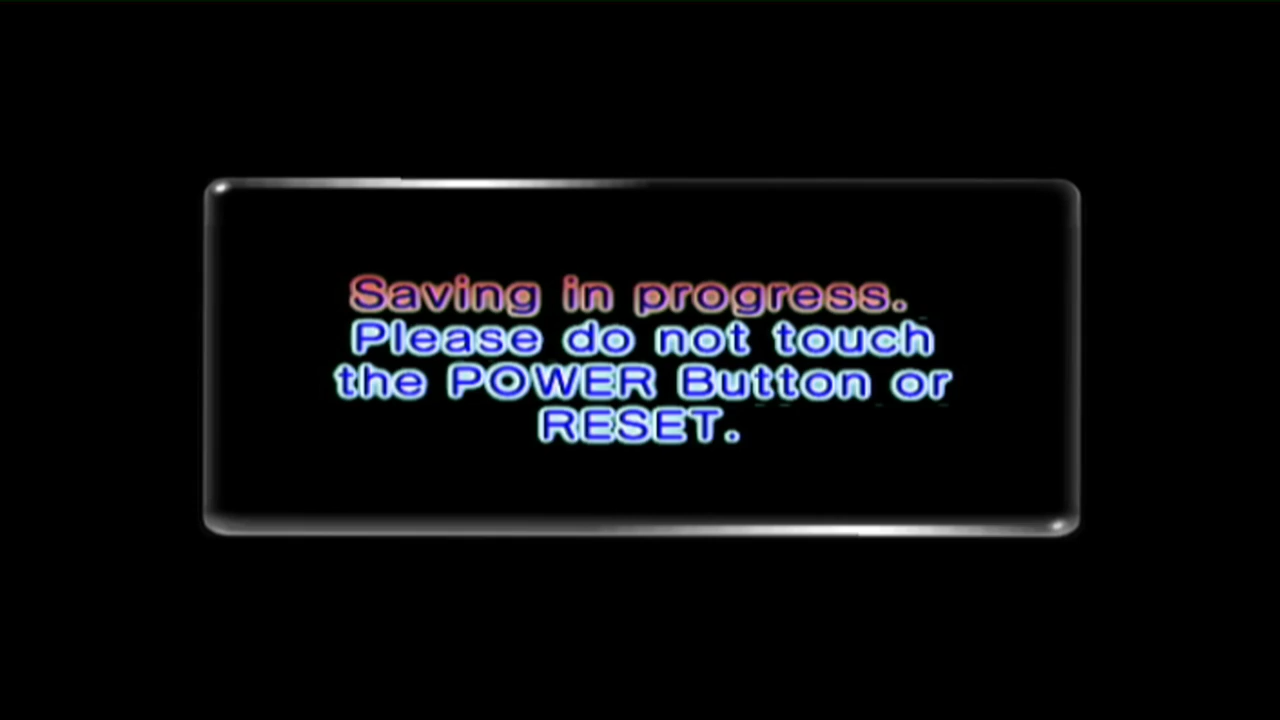 Saving in progress.
Please do not touch
the POWER Button or
RESET.